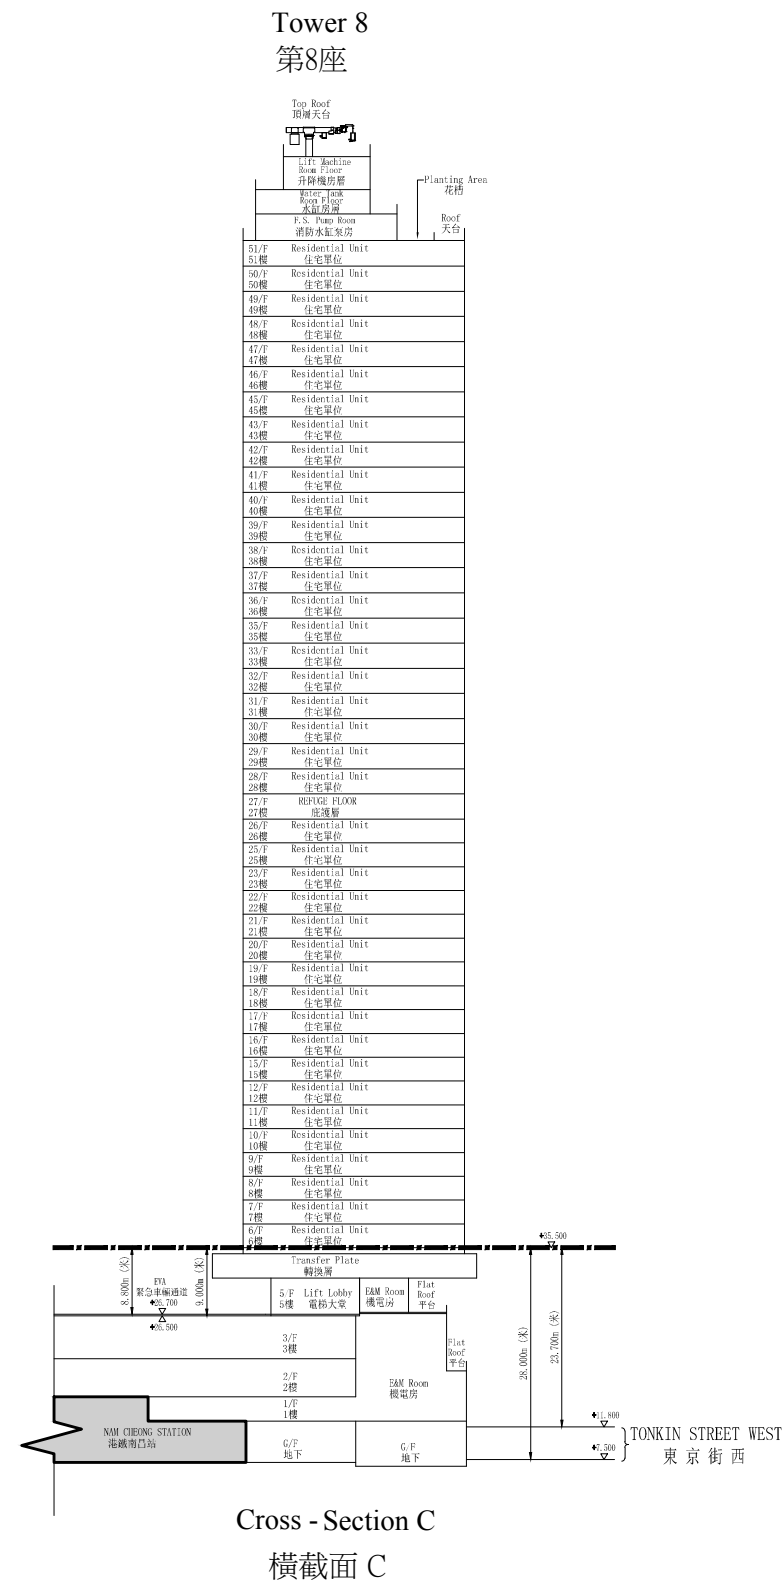 Tower 8
第8座
Top Roof
頂層天台
Lift Machine
Room Floor
升降機房層
Water Tank
Room Floor
水缸房層
Planting Area
花槽
F.S. Pump Room
消防水缸泵房
Roof
天台
51/F Residential Unit
51樓 住宅單位
50/F Residential Unit
50樓 住宅單位
49/F Residential Unit
49樓 住宅單位
48/F Residential Unit
48樓 住宅單位
47/F Residential Unit
47樓 住宅單位
46/F Residential Unit
46樓 住宅單位
45/F Residential Unit
45樓 住宅單位
43/F Residential Unit
43樓 住宅單位
42/F Residential Unit
42樓 住宅單位
41/F Residential Unit
41樓 住宅單位
40/F Residential Unit
40樓 住宅單位
39/F Residential Unit
39樓 住宅單位
38/F Residential Unit
38樓 住宅單位
37/F Residential Unit
37樓 住宅單位
36/F Residential Unit
36樓 住宅單位
35/F Residential Unit
35樓 住宅單位
33/F Residential Unit
33樓 住宅單位
32/F Residential Unit
32樓 住宅單位
31/F Residential Unit
31樓 住宅單位
30/F Residential Unit
30樓 住宅單位
29/F Residential Unit
29樓 住宅單位
28/F Residential Unit
28樓 住宅單位
27/F REFUGE FLOOR
27樓 庇護層
26/F Residential Unit
26樓 住宅單位
25/F Residential Unit
25樓 住宅單位
23/F Residential Unit
23樓 住宅單位
22/F Residential Unit
22樓 住宅單位
21/F Residential Unit
21樓 住宅單位
20/F Residential Unit
20樓 住宅單位
19/F Residential Unit
19樓 住宅單位
18/F Residential Unit
18樓 住宅單位
17/F Residential Unit
17樓 住宅單位
16/F Residential Unit
16樓 住宅單位
15/F Residential Unit
15樓 住宅單位
12/F Residential Unit
12樓 住宅單位
11/F Residential Unit
11樓 住宅單位
10/F Residential Unit
10樓 住宅單位
9/F Residential Unit
9樓 住宅單位
8/F Residential Unit
8樓 住宅單位
7/F Residential Unit
7樓 住宅單位
6/F Residential Unit
6樓 住宅單位
+35.500
Transfer Plate
轉換層
8.800m (米)
EVA
緊急車輛通道
+26.700
+26.500
9.000m (米)
5/F Lift Lobby
5樓 電梯大堂
E&M Room
機電房
Flat
Roof
平台
3/F
3樓
Flat
Roof
平台
28.000m (米)
23.700m (米)
2/F
2樓
E&M Room
機電房
1/F
1樓
NAM CHEONG STATION
港鐵南昌站
G/F
地下
G/F
地下
+11.800
+7.500
TONKIN STREET WEST
東京街西
Cross - Section C
橫截面 C